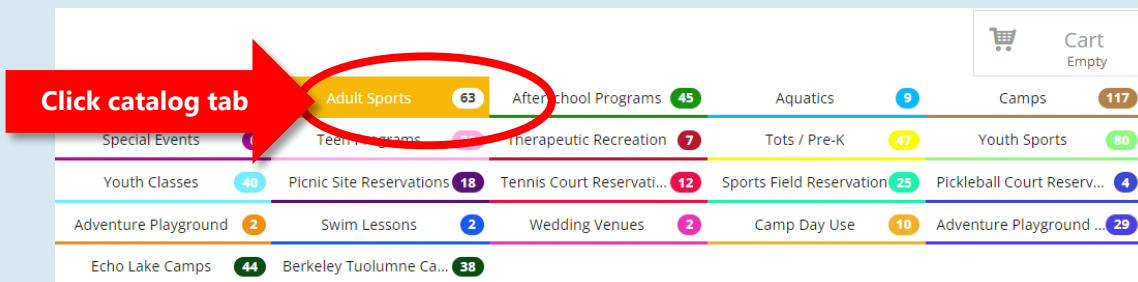 Cart
Empty
Click catalog tab
Adult Sports 63 Afterschool Programs 45 Aquatics 9 Camps 117
Special Events Teen Programs Therapeutic Recreation 7 Tots / Pre-K 47 Youth Sports 80
Youth Classes 40 Picnic Site Reservations 18 Tennis Court Reservati... 12 Sports Field Reservation 25 Pickleball Court Reserv... 4
Adventure Playground 2 Swim Lessons 2 Wedding Venues 2 Camp Day Use 10 Adventure Playground ... 29
Echo Lake Camps 44 Berkeley Tuolumne Ca... 38